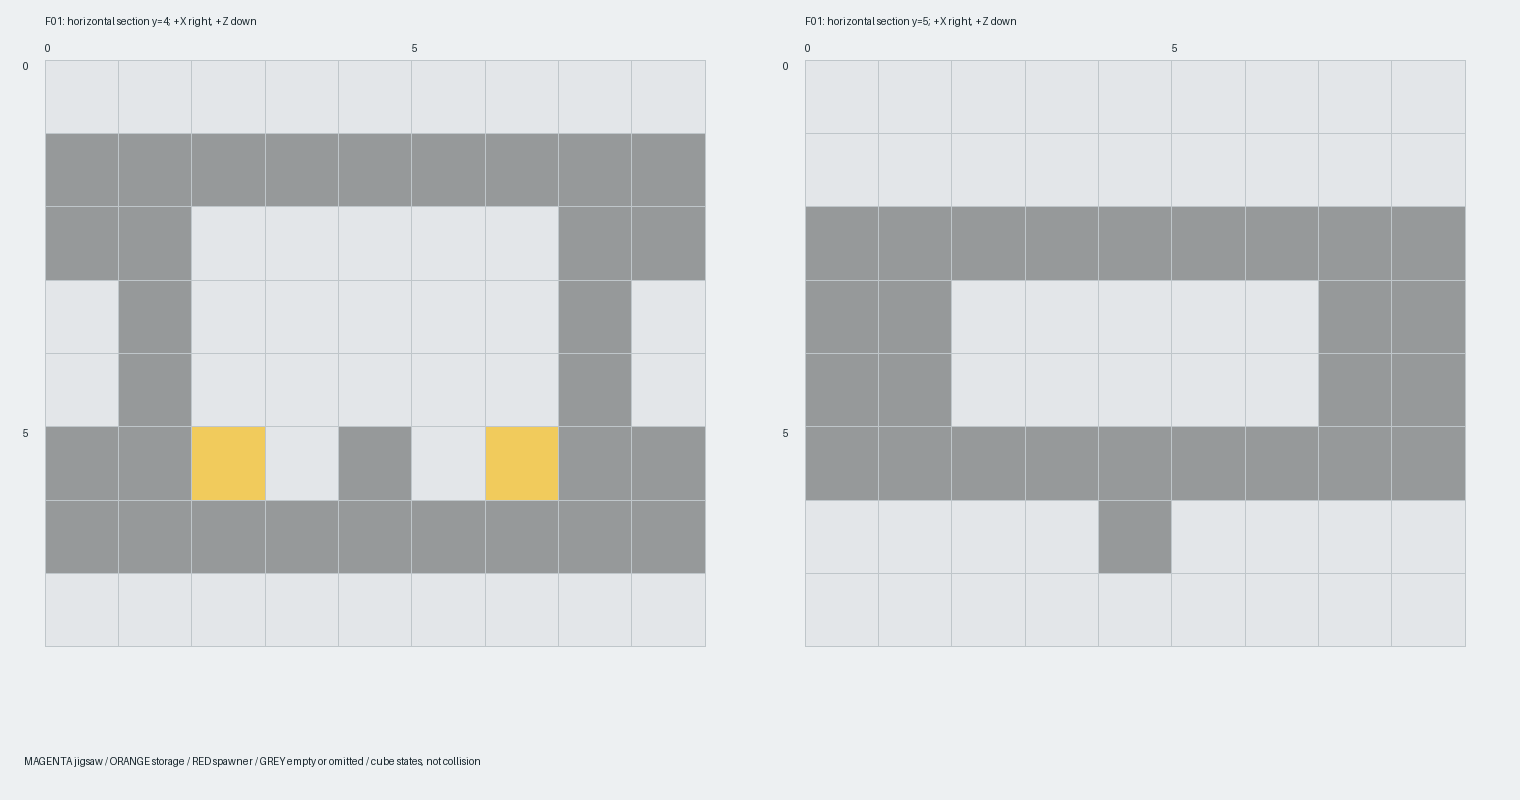 F01: horizontal section y=4; +X right, +Z down
F01: horizontal section y=5; +X right, +Z down
0 5
0 5
0
0
5
5
MAGENTA jigsaw / ORANGE storage / RED spawner / GREY empty or omitted / cube states, not collision